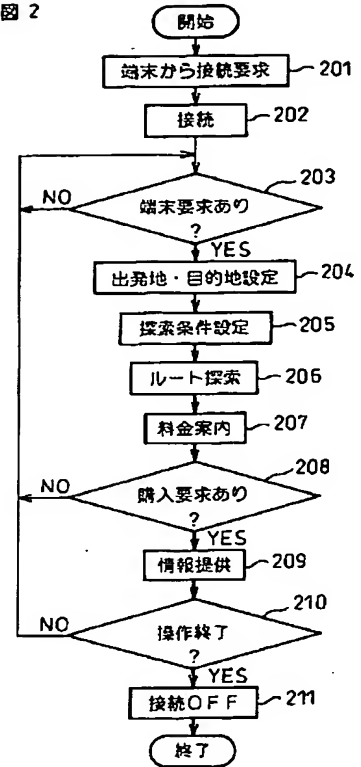 図 2
開始
端末から接続要求
201
接続
202
203
NO
端末要求あり
?
YES
出発地・目的地設定
204
探索条件設定
205
ルート探索
206
料金案内
207
208
NO
購入要求あり
?
YES
情報提供
209
210
NO
操作終了
?
YES
接続OFF
211
終了